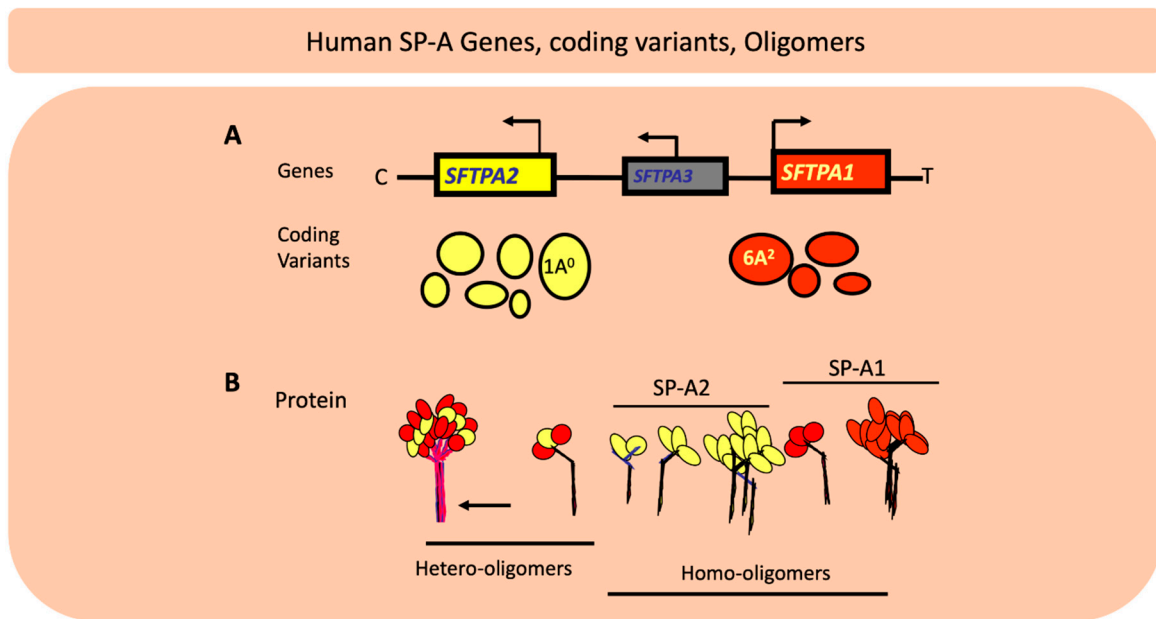 Human SP-A Genes, coding variants, Oligomers
A
Genes
C
SFTPA2
SFTPA3
SFTPA1
T
Coding
Variants
1A⁰
6A²
B
Protein
SP-A2
SP-A1
Hetero-oligomers
Homo-oligomers